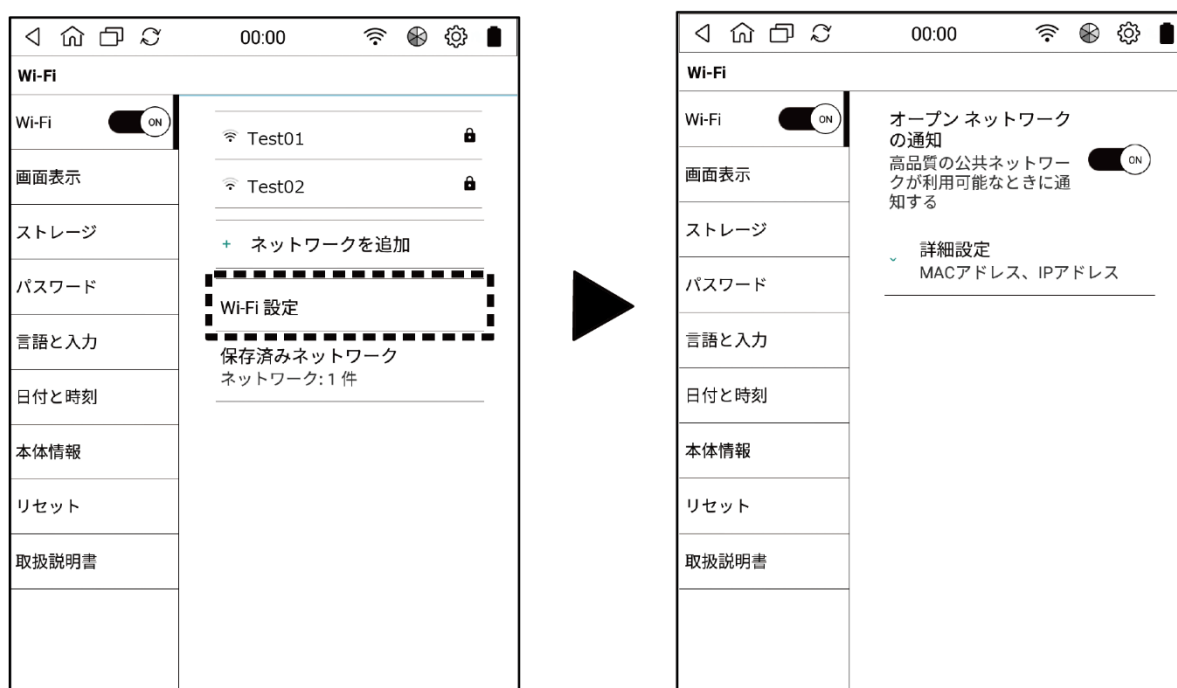 00:00
Wi-Fi
Wi-Fi ON
画面表示
ストレージ
パスワード
言語と入力
日付と時刻
本体情報
リセット
取扱説明書
Test01
Test02
+ ネットワークを追加
Wi-Fi 設定
保存済みネットワーク
ネットワーク: 1 件
00:00
Wi-Fi
Wi-Fi ON
画面表示
ストレージ
パスワード
言語と入力
日付と時刻
本体情報
リセット
取扱説明書
オープン ネットワーク
の通知
高品質の公共ネットワー
クが利用可能なときに通
知する
ON
詳細設定
MACアドレス、IPアドレス